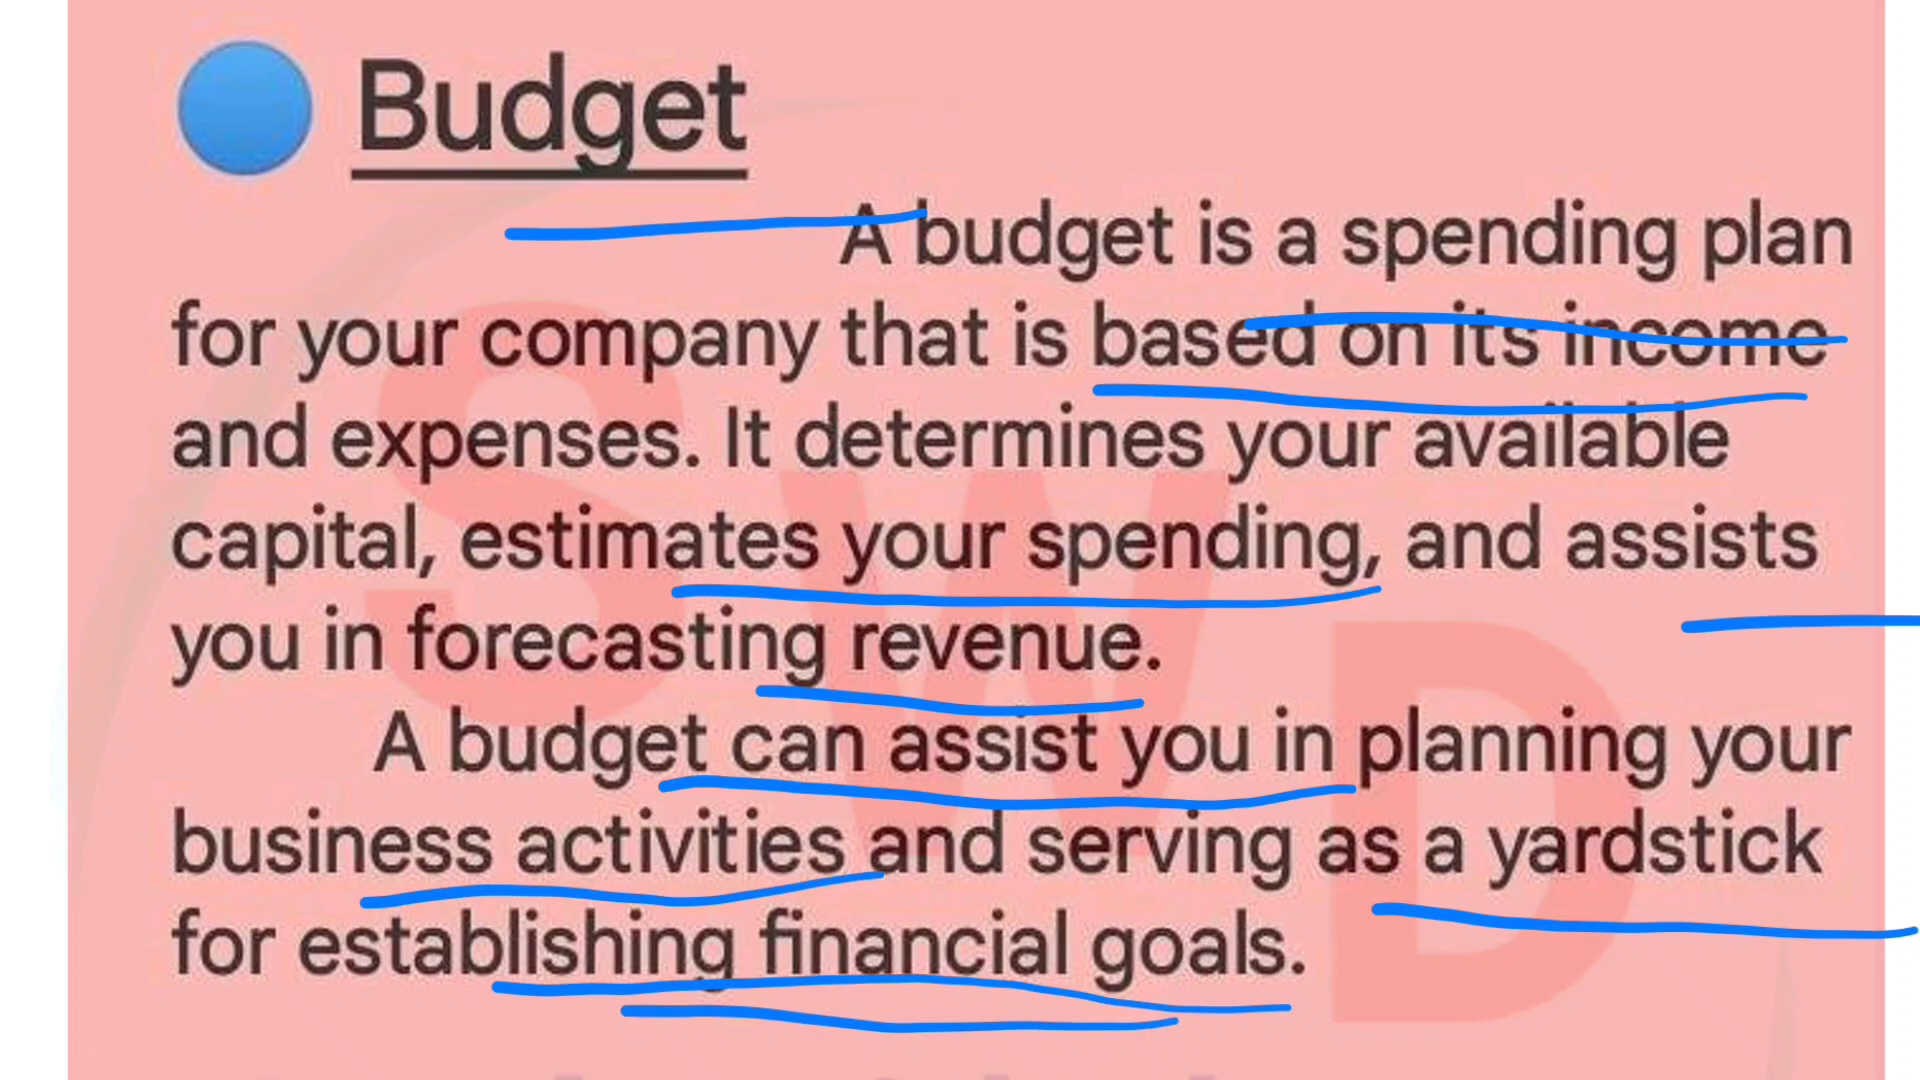 Budget
A budget is a spending plan
for your company that is based on its income
and expenses. It determines your available
capital, estimates your spending, and assists
you in forecasting revenue.
A budget can assist you in planning your
business activities and serving as a yardstick
for establishing financial goals.
SWD